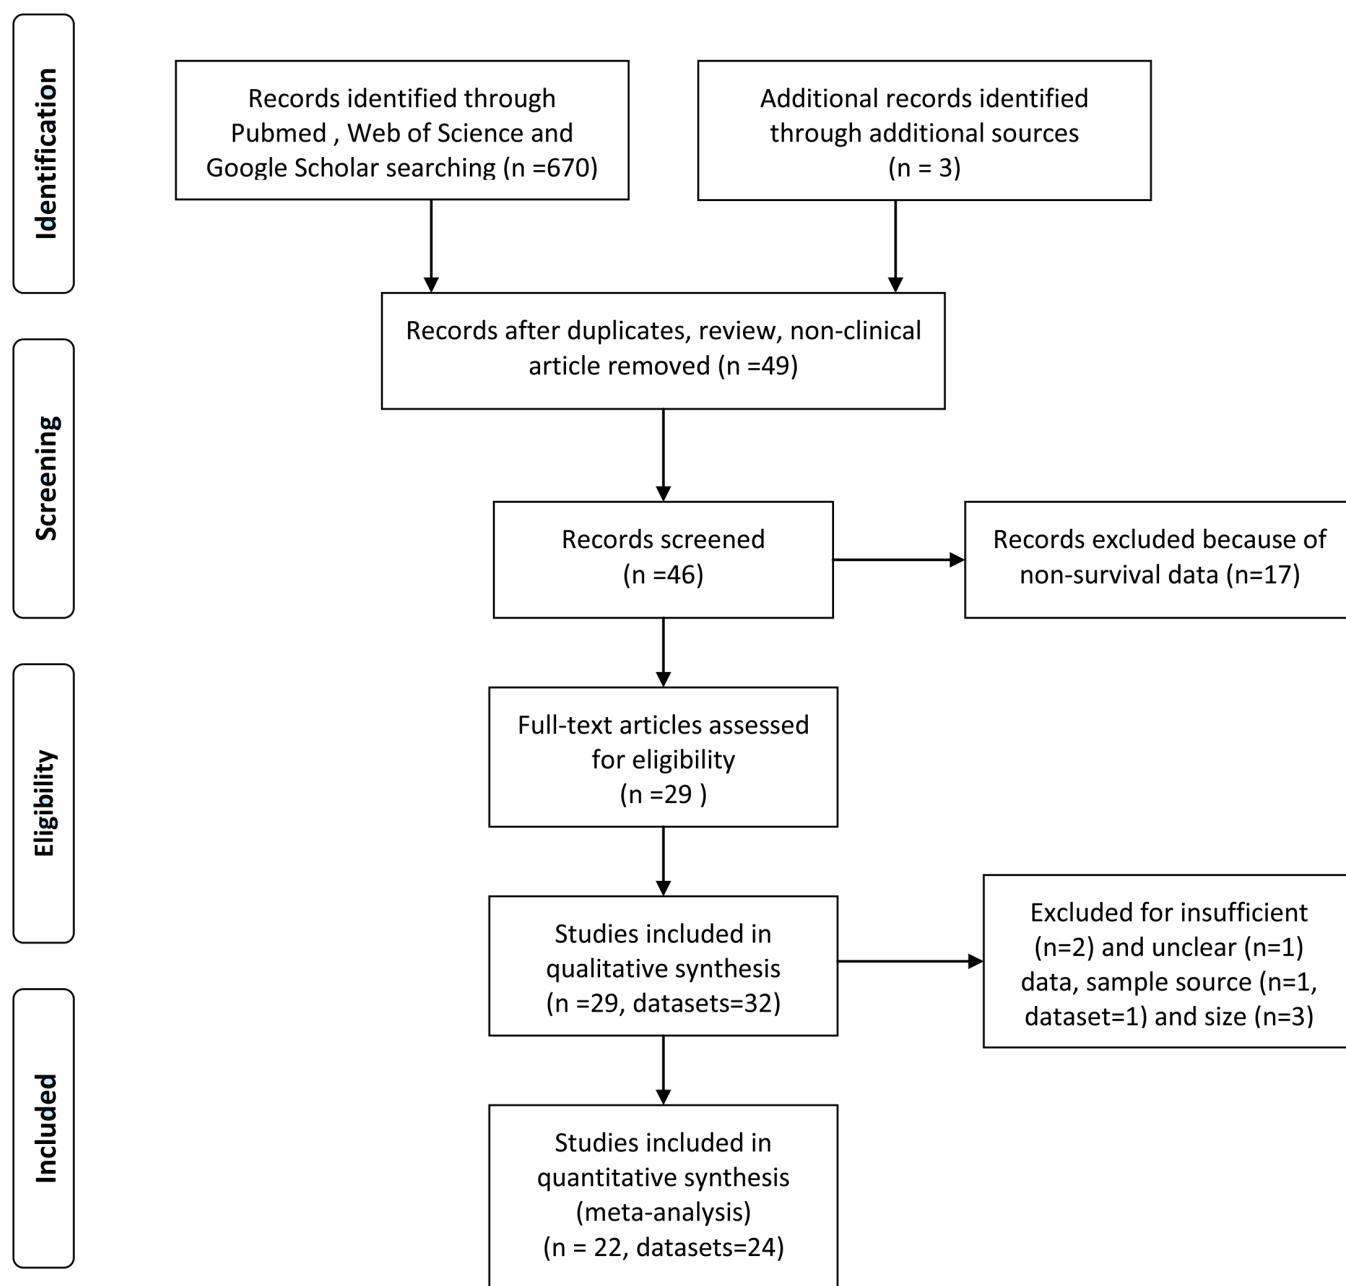 Identification
Records identified through
Pubmed , Web of Science and
Google Scholar searching (n =670)
Additional records identified
through additional sources
(n = 3)
Records after duplicates, review, non-clinical
article removed (n =49)
Screening
Records screened
(n =46)
Records excluded because of
non-survival data (n=17)
Eligibility
Full-text articles assessed
for eligibility
(n =29 )
Studies included in
qualitative synthesis
(n =29, datasets=32)
Excluded for insufficient
(n=2) and unclear (n=1)
data, sample source (n=1,
dataset=1) and size (n=3)
Included
Studies included in
quantitative synthesis
(meta-analysis)
(n = 22, datasets=24)